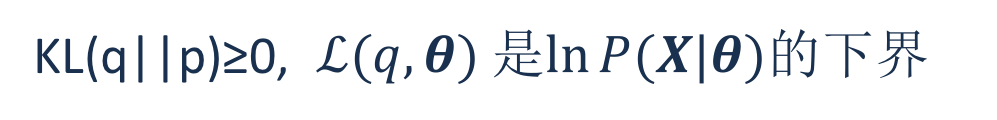 KL(q||p)≥0, ℒ(q, θ) 是ln P(X|θ)的下界